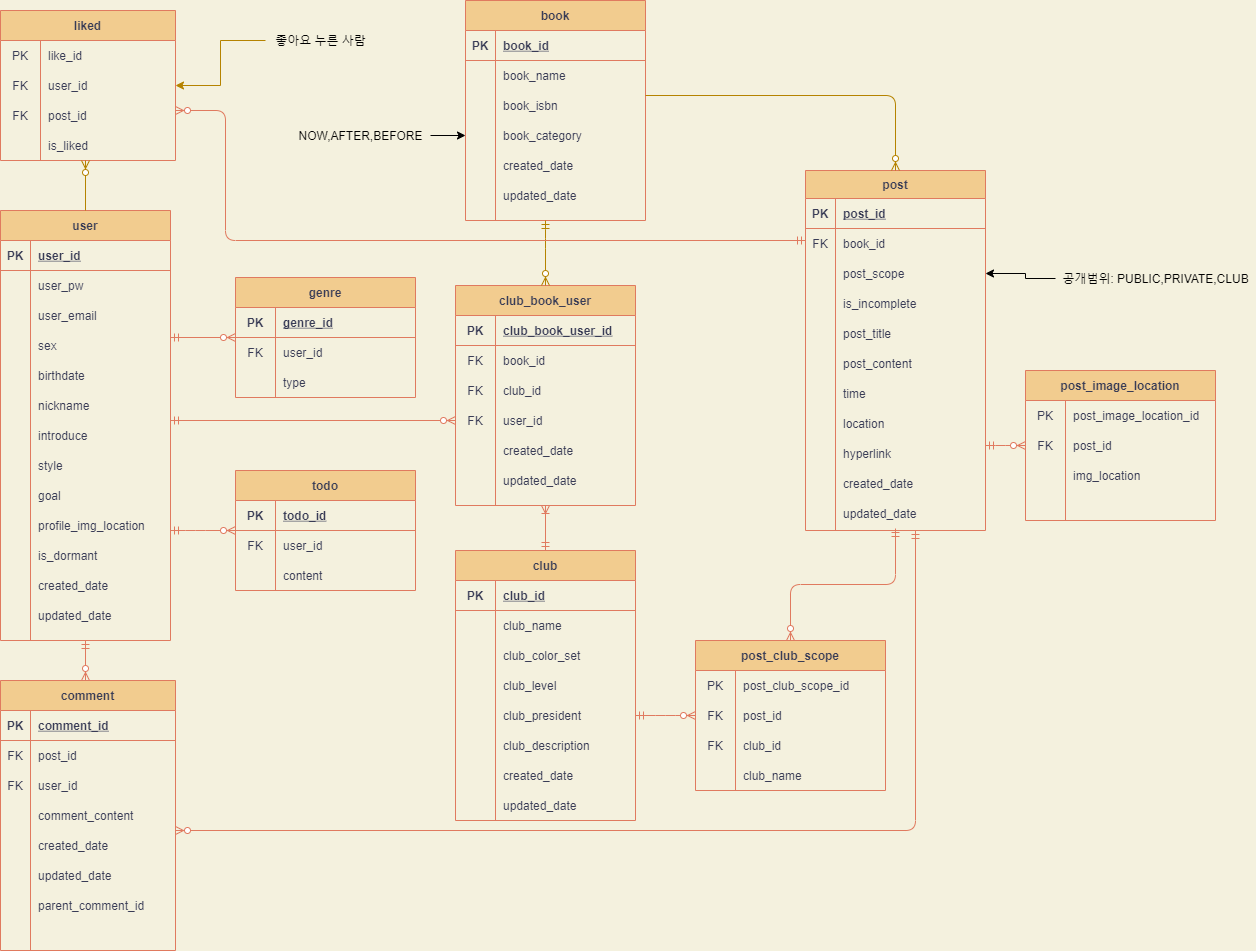 liked
PK like_id
FK user_id
FK post_id
is_liked
좋아요 누른 사람
book
PK book_id
book_name
book_isbn
book_category
created_date
updated_date
NOW,AFTER,BEFORE
post
PK post_id
FK book_id
post_scope
is_incomplete
post_title
post_content
time
location
hyperlink
created_date
updated_date
공개범위: PUBLIC,PRIVATE,CLUB
user
PK user_id
user_pw
user_email
sex
birthdate
nickname
introduce
style
goal
profile_img_location
is_dormant
created_date
updated_date
genre
PK genre_id
FK user_id
type
club_book_user
PK club_book_user_id
FK book_id
FK club_id
FK user_id
created_date
updated_date
post_image_location
PK post_image_location_id
FK post_id
img_location
todo
PK todo_id
FK user_id
content
club
PK club_id
club_name
club_color_set
club_level
club_president
club_description
created_date
updated_date
post_club_scope
PK post_club_scope_id
FK post_id
FK club_id
club_name
comment
PK comment_id
FK post_id
FK user_id
comment_content
created_date
updated_date
parent_comment_id